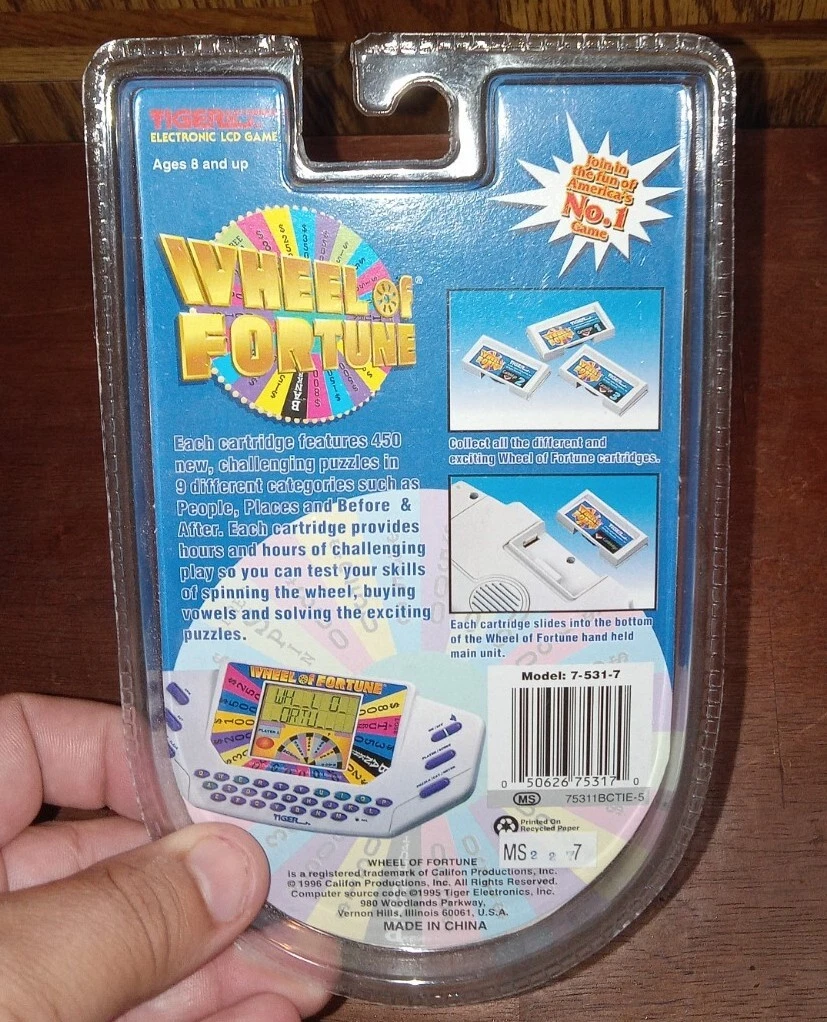 TIGER
ELECTRONIC LCD GAME
Ages 8 and up
Join in
the fun of
America's
No.1
Game
WHEEL of
FORTUNE®
Each cartridge features 450
new, challenging puzzles in
9 different categories such as
People, Places and Before &
After. Each cartridge provides
hours and hours of challenging
play so you can test your skills
of spinning the wheel, buying
vowels and solving the exciting
puzzles.
Collect all the different and
exciting Wheel of Fortune cartridges.
Each cartridge slides into the bottom
of the Wheel of Fortune hand held
main unit.
WHEEL OF FORTUNE
TIGER
Model: 7-531-7
0 50626 75317 0
MS 75311BCTIE-5
Printed On
Recycled Paper
MS 2 2 7
WHEEL OF FORTUNE
is a registered trademark of Califon Productions, Inc.
© 1996 Califon Productions, Inc. All Rights Reserved.
Computer source code ©1995 Tiger Electronics, Inc.
980 Woodlands Parkway,
Vernon Hills, Illinois 60061, U.S.A.
MADE IN CHINA